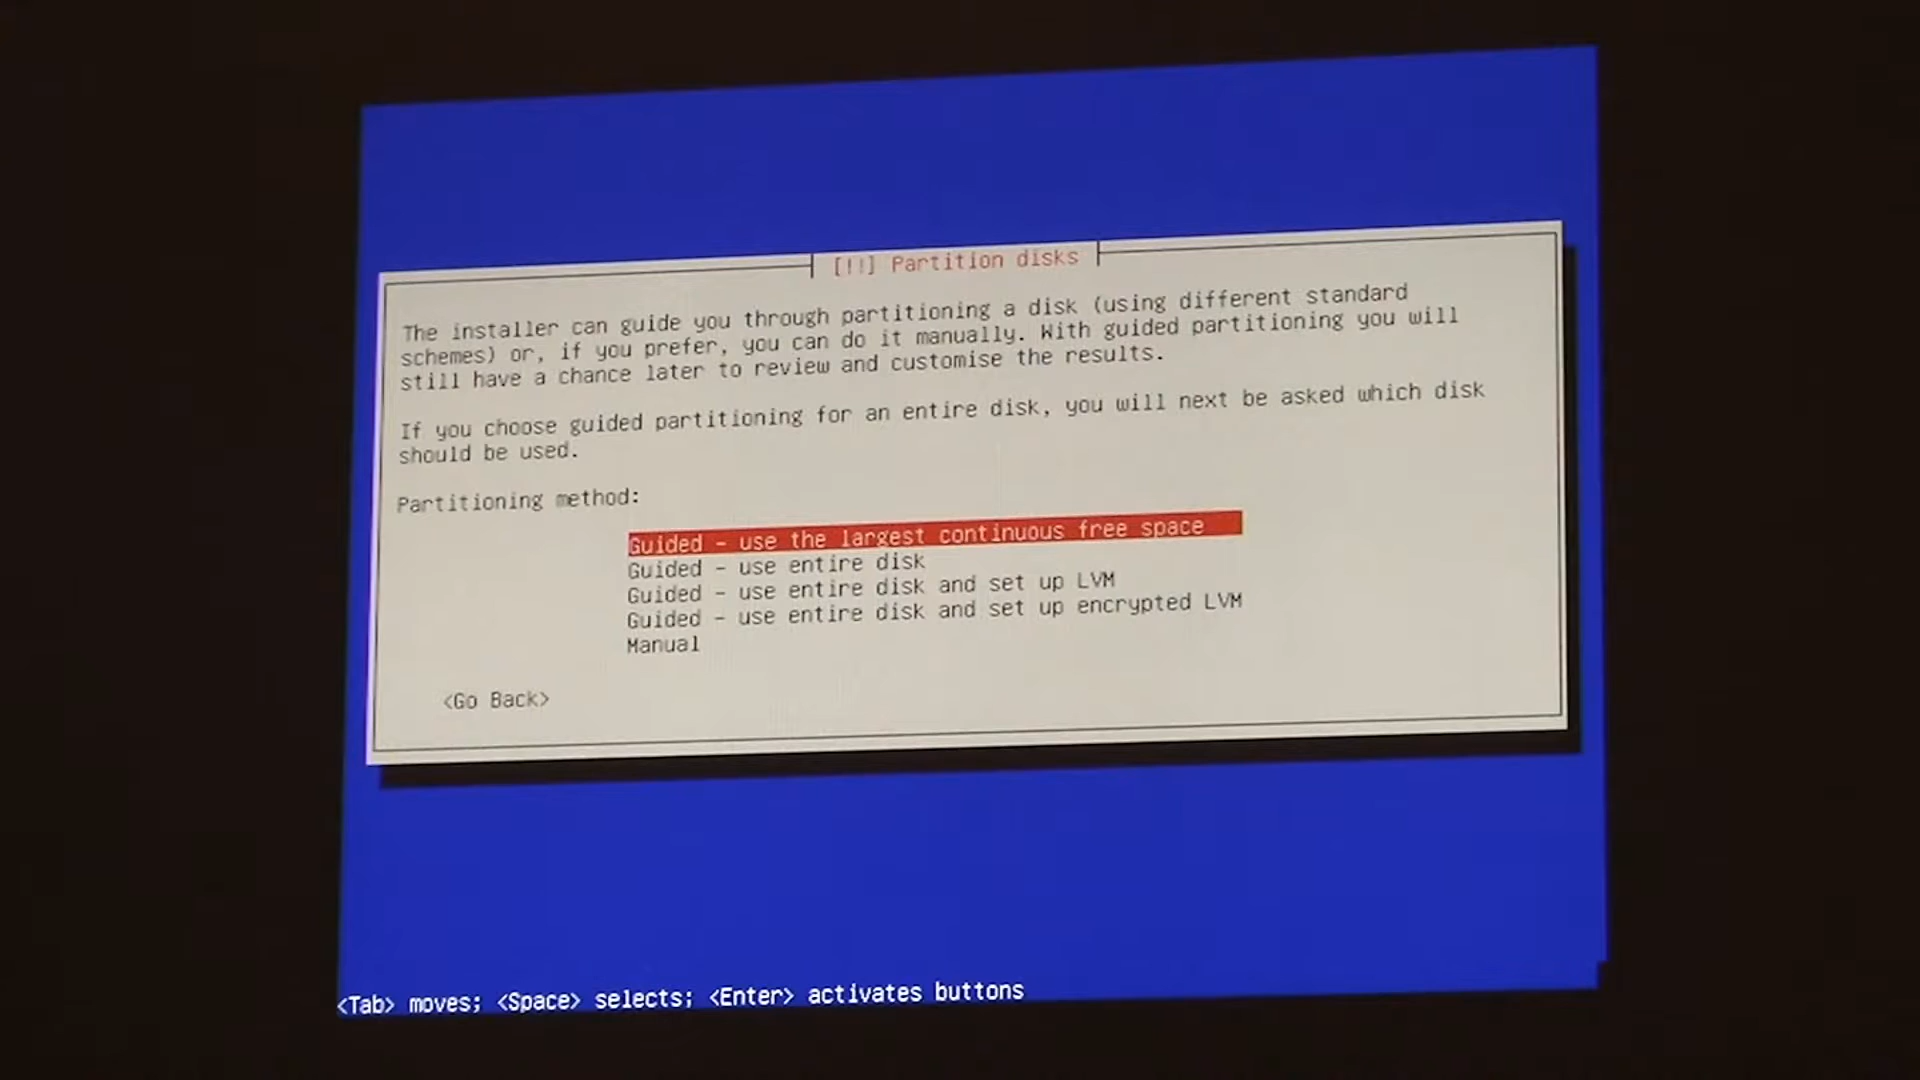 [!!] Partition disks
The installer can guide you through partitioning a disk (using different standard
schemes) or, if you prefer, you can do it manually. With guided partitioning you will
still have a chance later to review and customise the results.
If you choose guided partitioning for an entire disk, you will next be asked which disk
should be used.
Partitioning method:
Guided - use the largest continuous free space
Guided - use entire disk
Guided - use entire disk and set up LVM
Guided - use entire disk and set up encrypted LVM
Manual
<Go Back>
<Tab> moves; <Space> selects; <Enter> activates buttons